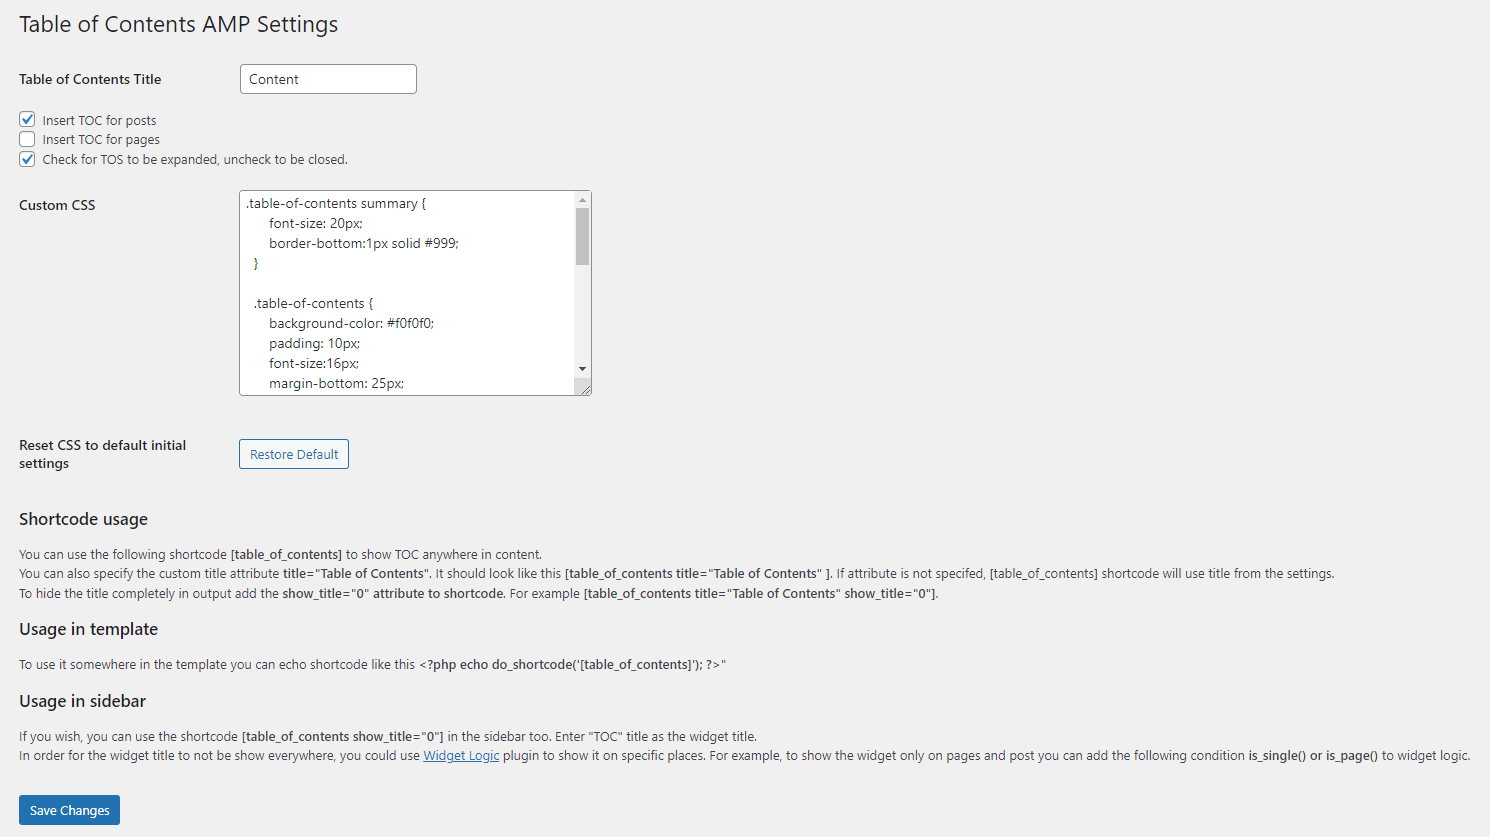 Table of Contents AMP Settings
Table of Contents Title
Content
Insert TOC for posts
Insert TOC for pages
Check for TOS to be expanded, uncheck to be closed.
Custom CSS
.table-of-contents summary {
font-size: 20px;
border-bottom:1px solid #999;
}
.table-of-contents {
background-color: #f0f0f0;
padding: 10px;
font-size:16px;
margin-bottom: 25px;
Reset CSS to default initial
settings
Restore Default
Shortcode usage
You can use the following shortcode [table_of_contents] to show TOC anywhere in content.
You can also specify the custom title attribute title="Table of Contents". It should look like this [table_of_contents title="Table of Contents" ]. If attribute is not specifed, [table_of_contents] shortcode will use title from the settings.
To hide the title completely in output add the show_title="0" attribute to shortcode. For example [table_of_contents title="Table of Contents" show_title="0"].
Usage in template
To use it somewhere in the template you can echo shortcode like this <?php echo do_shortcode('[table_of_contents]'); ?>"
Usage in sidebar
If you wish, you can use the shortcode [table_of_contents show_title="0"] in the sidebar too. Enter "TOC" title as the widget title.
In order for the widget title to not be show everywhere, you could use Widget Logic plugin to show it on specific places. For example, to show the widget only on pages and post you can add the following condition is_single() or is_page() to widget logic.
Save Changes